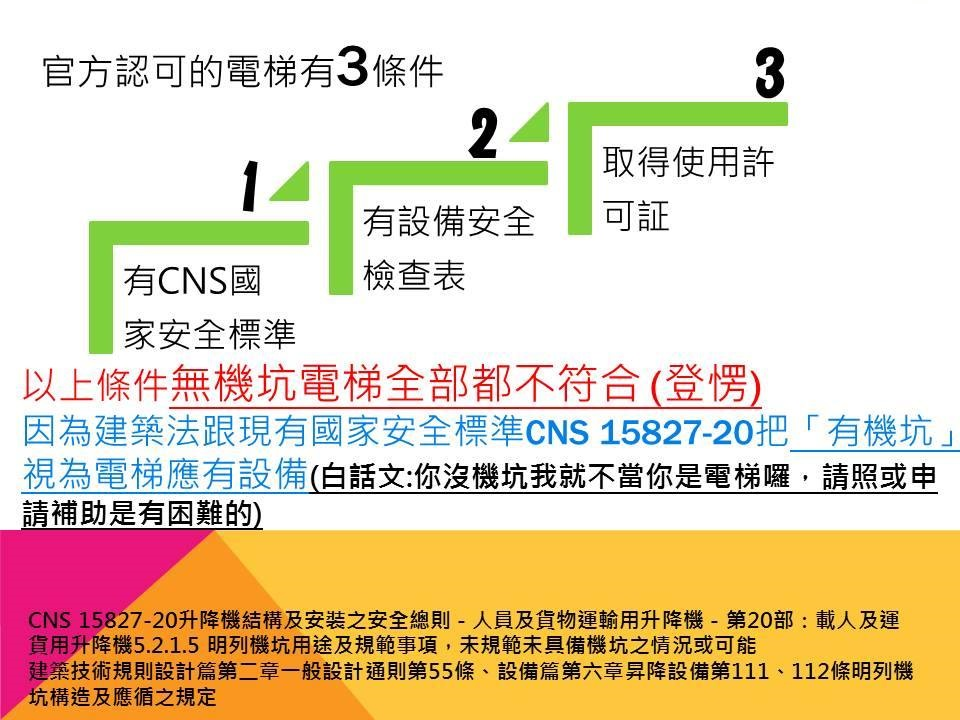 官方認可的電梯有3條件
1
有CNS國
家安全標準
2
有設備安全
檢查表
3
取得使用許
可証
以上條件無機坑電梯全部都不符合(登愣)
因為建築法跟現有國家安全標準CNS 15827-20把「有機坑」
視為電梯應有設備(白話文:你沒機坑我就不當你是電梯囉，請照或申
請補助是有困難的)
CNS 15827-20升降機結構及安裝之安全總則－人員及貨物運輸用升降機－第20部：載人及運
貨用升降機5.2.1.5 明列機坑用途及規範事項，未規範未具備機坑之情況或可能
建築技術規則設計篇第二章一般設計通則第55條、設備篇第六章昇降設備第111、112條明列機
坑構造及應循之規定